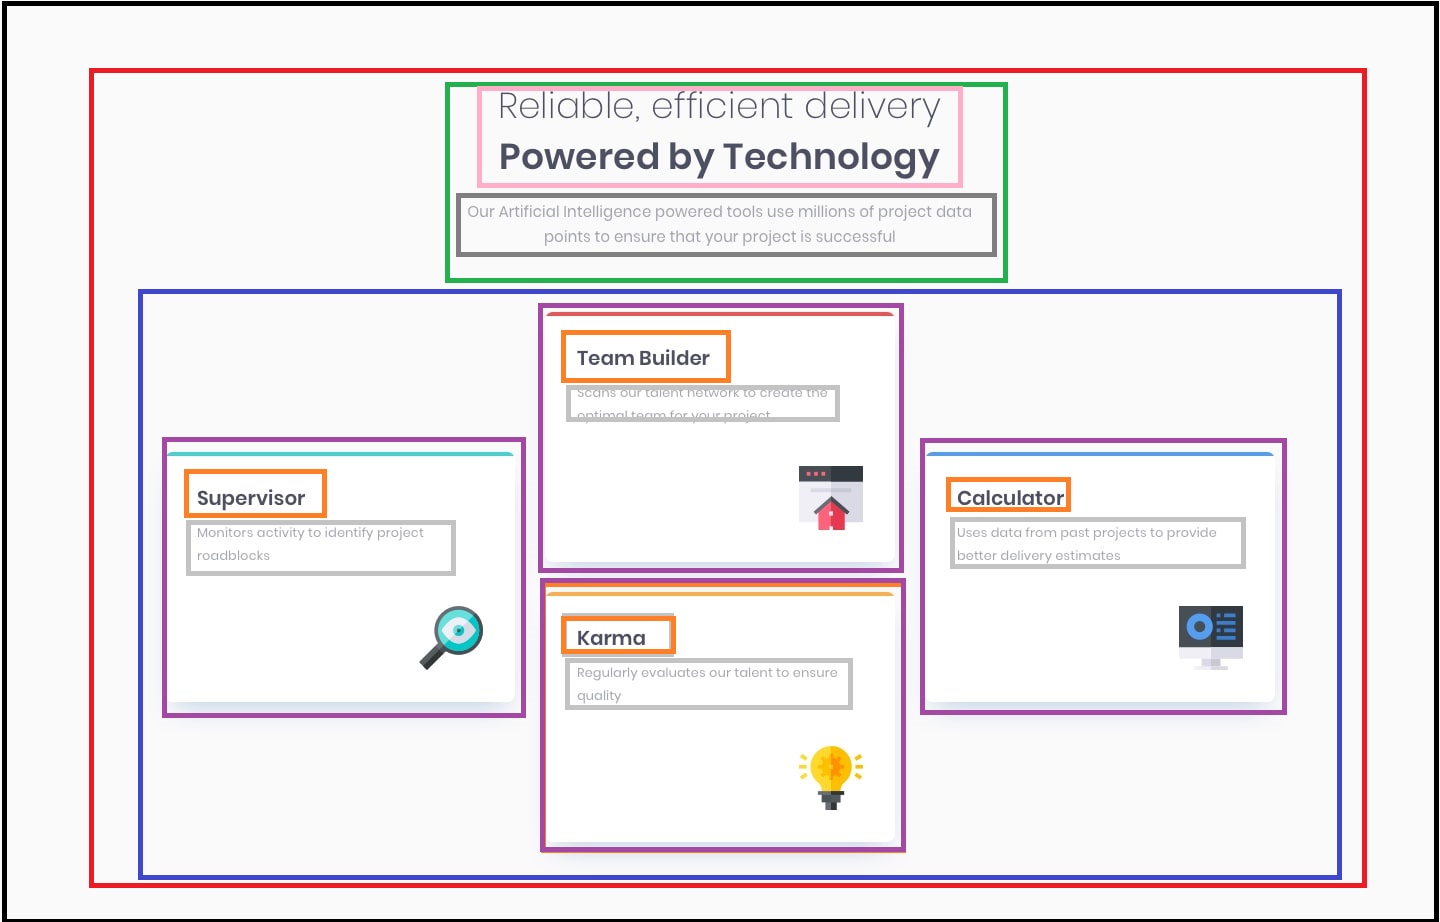 Reliable, efficient delivery
Powered by Technology
Our Artificial Intelligence powered tools use millions of project data
points to ensure that your project is successful
Team Builder
Scans our talent network to create the
optimal team for your project
Supervisor
Monitors activity to identify project
roadblocks
Calculator
Uses data from past projects to provide
better delivery estimates
Karma
Regularly evaluates our talent to ensure
quality